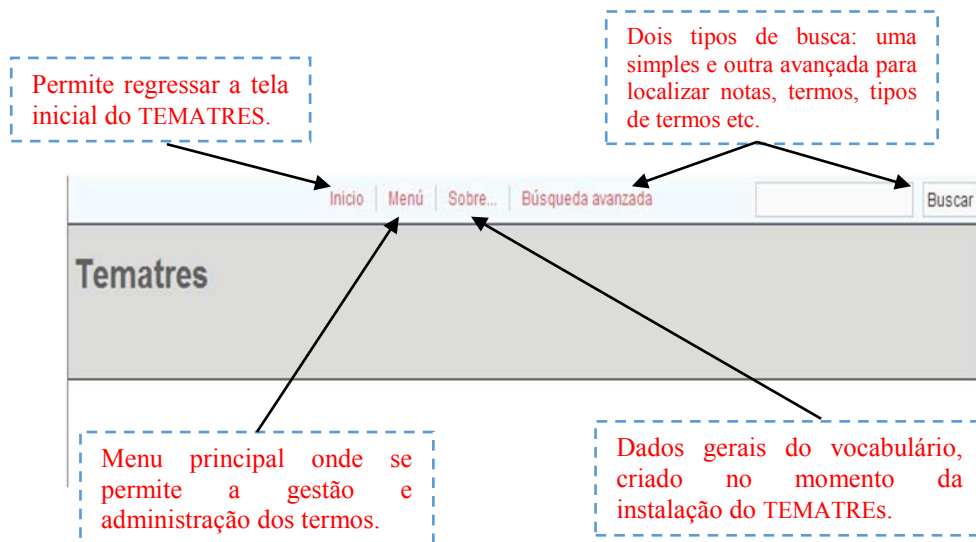 Dois tipos de busca: uma
simples e outra avançada para
localizar notas, termos, tipos
de termos etc.
Permite regressar a tela
inicial do TEMATRES.
Inicio Menú Sobre... Búsqueda avanzada Buscar
Tematres
Menu principal onde se
permite a gestão e
administração dos termos.
Dados gerais do vocabulário,
criado no momento da
instalação do TEMATREs.